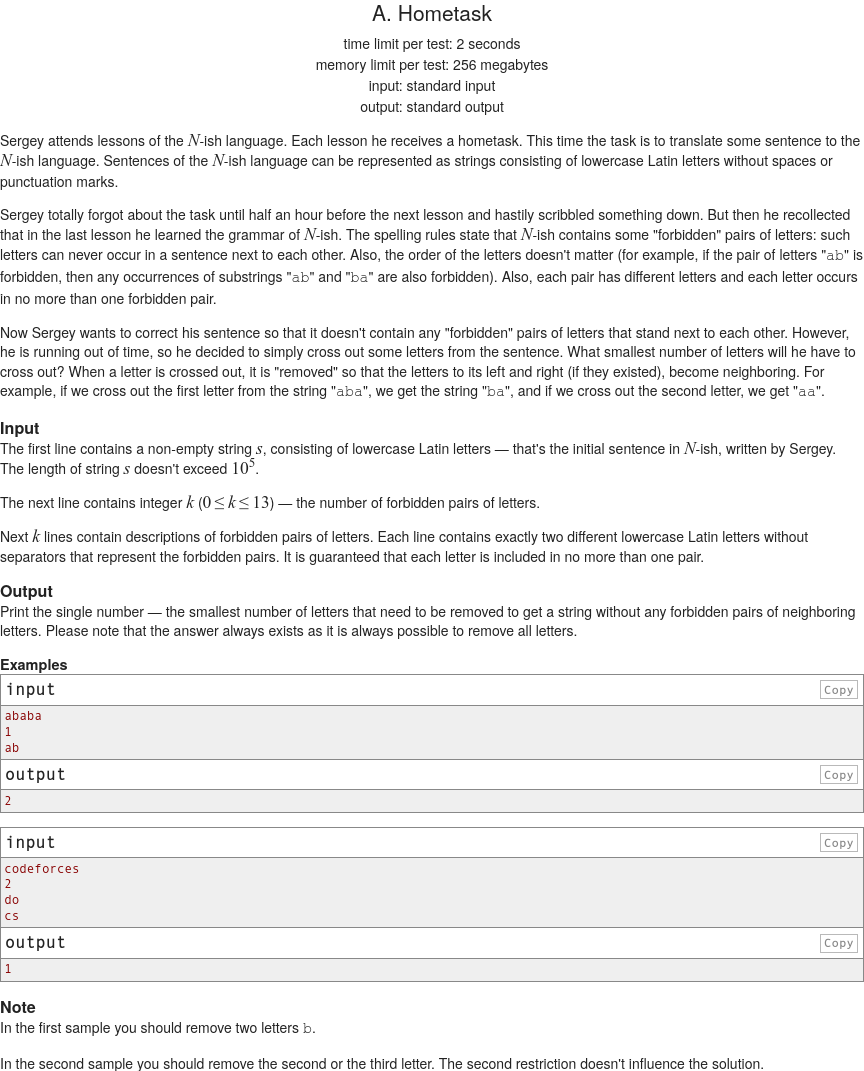 A. Hometask
time limit per test: 2 seconds
memory limit per test: 256 megabytes
input: standard input
output: standard output
Sergey attends lessons of the N-ish language. Each lesson he receives a hometask. This time the task is to translate some sentence to the
N-ish language. Sentences of the N-ish language can be represented as strings consisting of lowercase Latin letters without spaces or
punctuation marks.
Sergey totally forgot about the task until half an hour before the next lesson and hastily scribbled something down. But then he recollected
that in the last lesson he learned the grammar of N-ish. The spelling rules state that N-ish contains some "forbidden" pairs of letters: such
letters can never occur in a sentence next to each other. Also, the order of the letters doesn't matter (for example, if the pair of letters "ab" is
forbidden, then any occurrences of substrings "ab" and "ba" are also forbidden). Also, each pair has different letters and each letter occurs
in no more than one forbidden pair.
Now Sergey wants to correct his sentence so that it doesn't contain any "forbidden" pairs of letters that stand next to each other. However,
he is running out of time, so he decided to simply cross out some letters from the sentence. What smallest number of letters will he have to
cross out? When a letter is crossed out, it is "removed" so that the letters to its left and right (if they existed), become neighboring. For
example, if we cross out the first letter from the string "aba", we get the string "ba", and if we cross out the second letter, we get "aa".
Input
The first line contains a non-empty string s, consisting of lowercase Latin letters — that's the initial sentence in N-ish, written by Sergey.
The length of string s doesn't exceed 10^5.
The next line contains integer k (0 ≤ k ≤ 13) — the number of forbidden pairs of letters.
Next k lines contain descriptions of forbidden pairs of letters. Each line contains exactly two different lowercase Latin letters without
separators that represent the forbidden pairs. It is guaranteed that each letter is included in no more than one pair.
Output
Print the single number — the smallest number of letters that need to be removed to get a string without any forbidden pairs of neighboring
letters. Please note that the answer always exists as it is always possible to remove all letters.
Examples
input
Copy
ababa
1
ab
output
Copy
2
input
Copy
codeforces
2
do
cs
output
Copy
1
Note
In the first sample you should remove two letters b.
In the second sample you should remove the second or the third letter. The second restriction doesn't influence the solution.